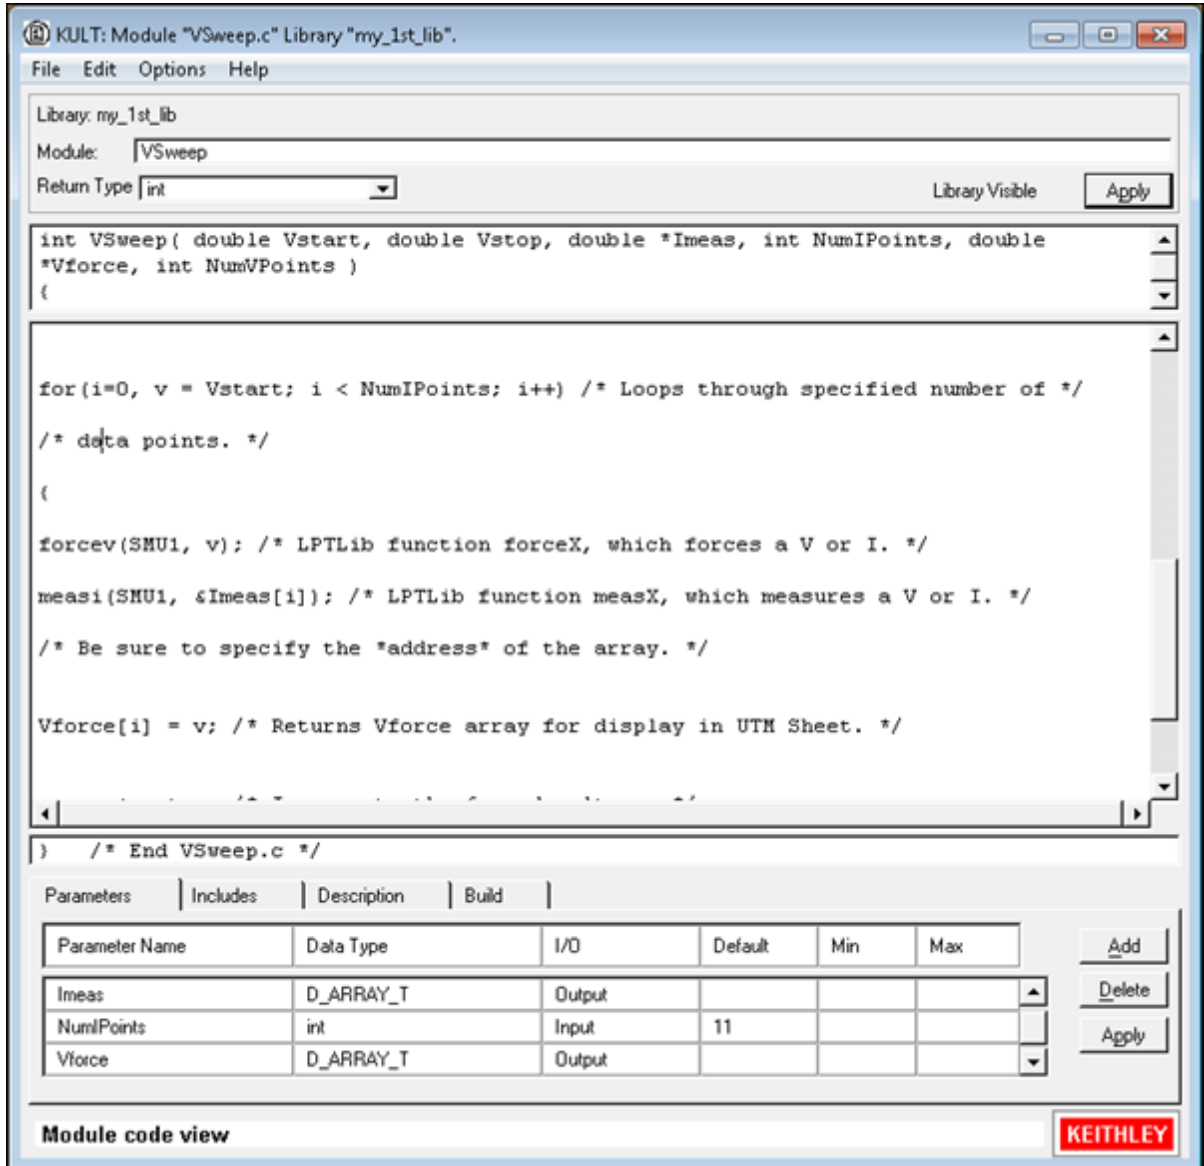 KULT: Module "VSweep.c" Library "my_1st_lib".
File Edit Options Help
Library: my_1st_lib
Module: VSweep
Return Type int Library Visible Apply
int VSweep( double Vstart, double Vstop, double *Imeas, int NumIPoints, double
*Vforce, int NumVPoints )
{
for(i=0, v = Vstart; i < NumIPoints; i++) /* Loops through specified number of */
/* data points. */
{
forcev(SMU1, v); /* LPTLib function forceX, which forces a V or I. */
measi(SMU1, &Imeas[i]); /* LPTLib function measX, which measures a V or I. */
/* Be sure to specify the *address* of the array. */
Vforce[i] = v; /* Returns Vforce array for display in UTM Sheet. */
} /* End VSweep.c */
Parameters Includes Description Build
Parameter Name Data Type I/O Default Min Max Add
Imeas D_ARRAY_T Output Delete
NumIPoints int Input 11 Apply
Vforce D_ARRAY_T Output
Module code view KEITHLEY